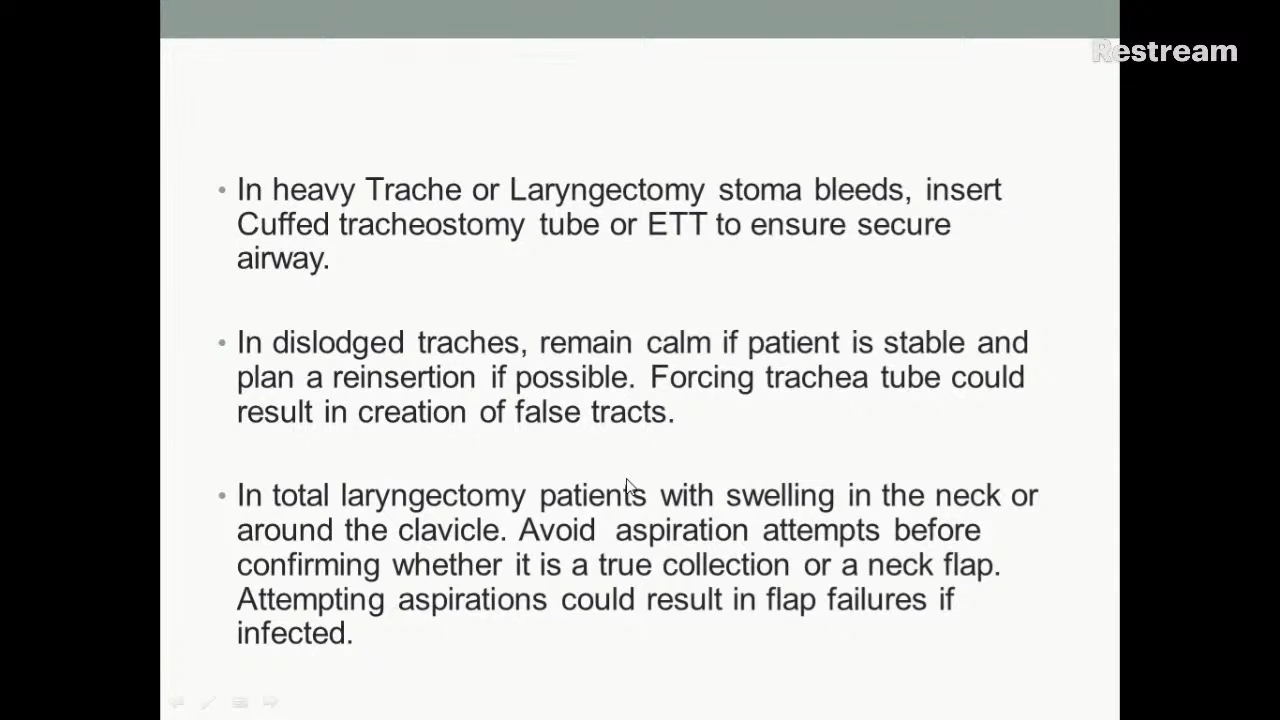 Restream
• In heavy Trache or Laryngectomy stoma bleeds, insert
Cuffed tracheostomy tube or ETT to ensure secure
airway.
• In dislodged traches, remain calm if patient is stable and
plan a reinsertion if possible. Forcing trachea tube could
result in creation of false tracts.
• In total laryngectomy patients with swelling in the neck or
around the clavicle. Avoid aspiration attempts before
confirming whether it is a true collection or a neck flap.
Attempting aspirations could result in flap failures if
infected.